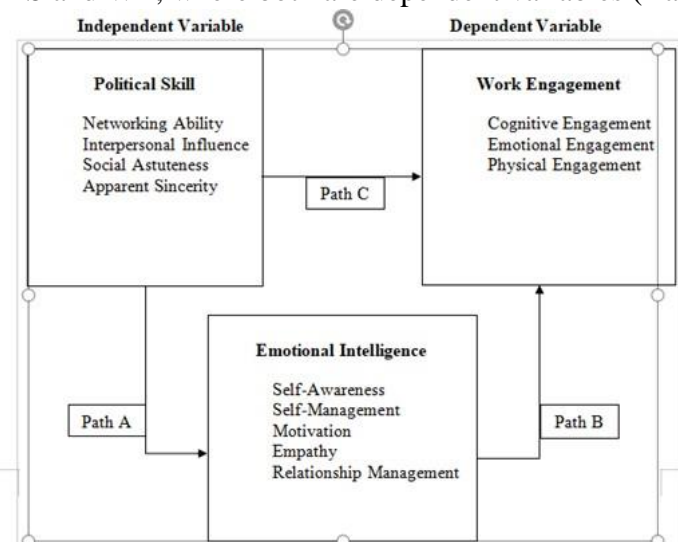 Independent Variable
Dependent Variable
Political Skill
Networking Ability
Interpersonal Influence
Social Astuteness
Apparent Sincerity
Work Engagement
Cognitive Engagement
Emotional Engagement
Physical Engagement
Path C
Emotional Intelligence
Self-Awareness
Self-Management
Motivation
Empathy
Relationship Management
Path A
Path B